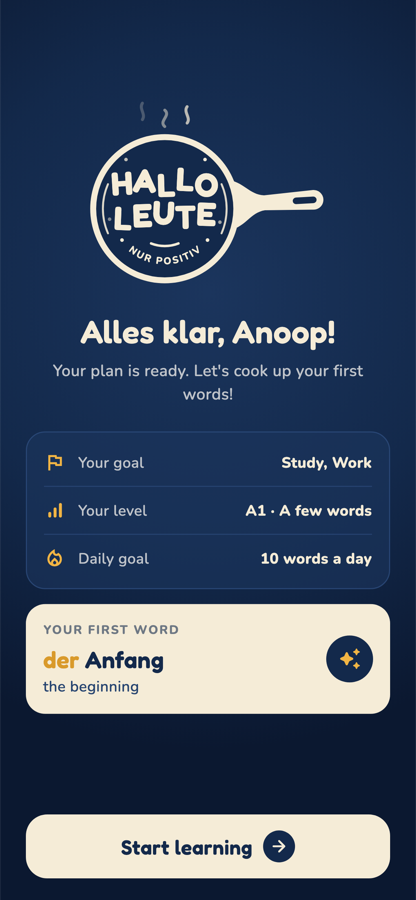 HALLO
LEUTE
NUR POSITIV
Alles klar, Anoop!
Your plan is ready. Let's cook up your first
words!
Your goal Study, Work
Your level A1 · A few words
Daily goal 10 words a day
YOUR FIRST WORD
der Anfang
the beginning
Start learning